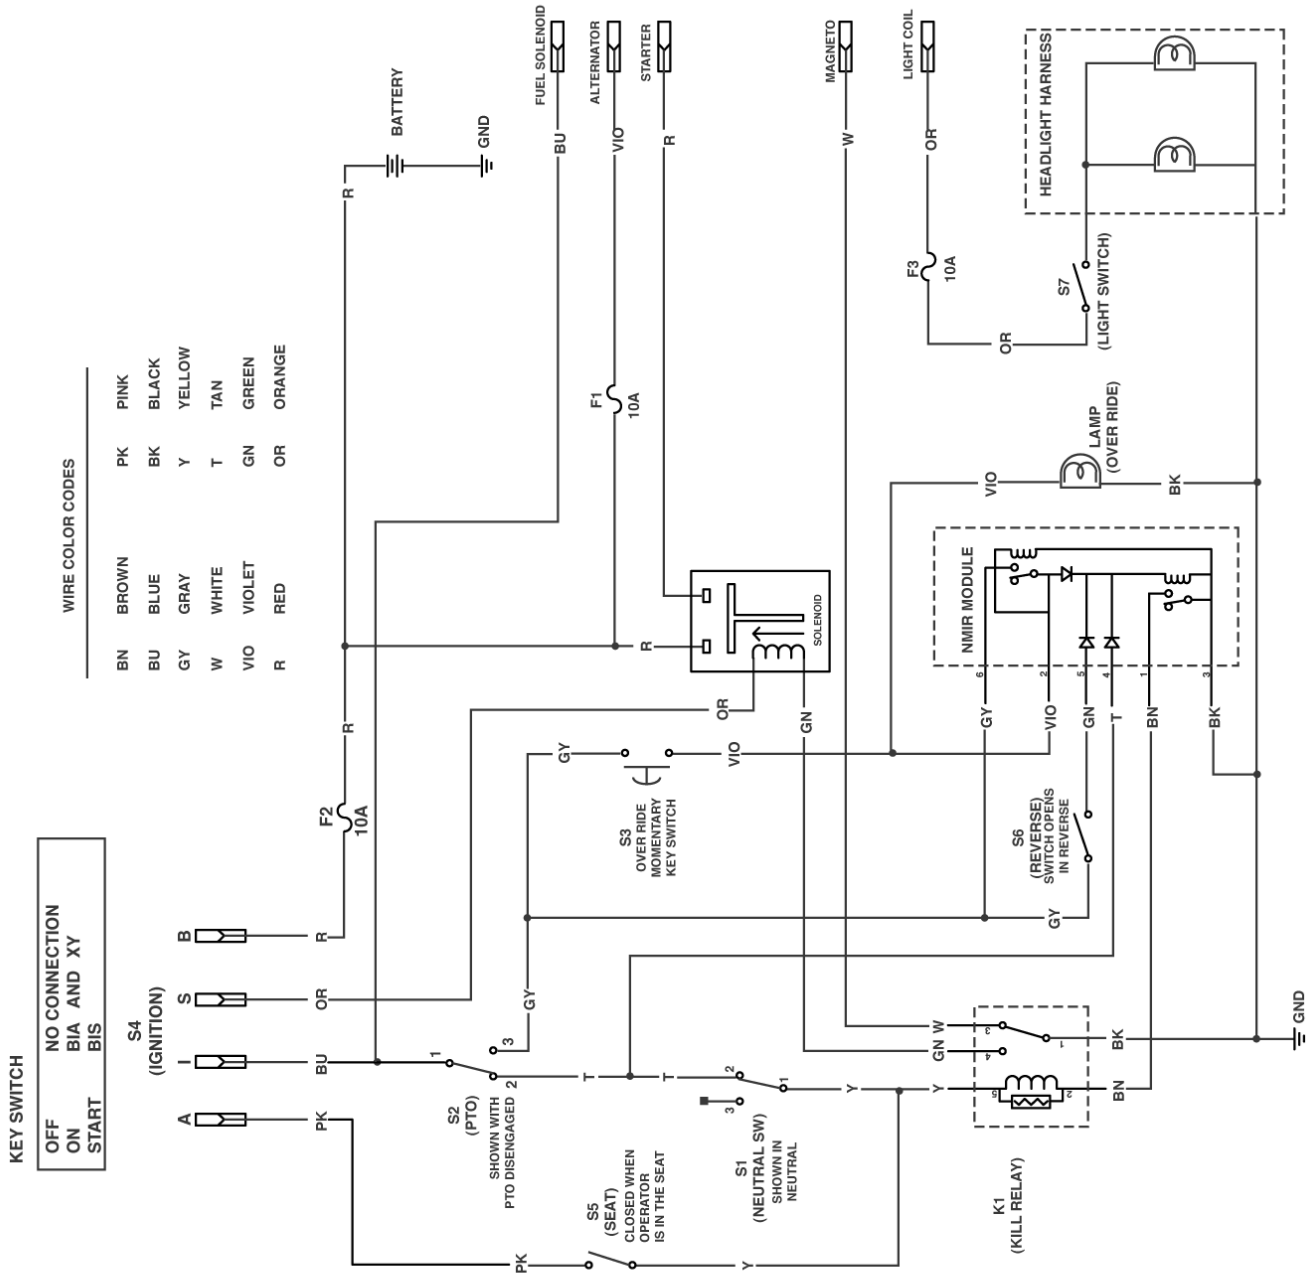 KEY SWITCH
OFF NO CONNECTION
ON BIA AND XY
START BIS
S4
(IGNITION)
A
I
S
B
PK
BU
OR
R
F2
10A
R
R
WIRE COLOR CODES
BN BROWN PK PINK
BU BLUE BK BLACK
GY GRAY Y YELLOW
W WHITE T TAN
VIO VIOLET GN GREEN
R RED OR ORANGE
BATTERY
GND
FUEL SOLENOID
BU
ALTERNATOR
VIO
F1
10A
STARTER
R
MAGNETO
W
LIGHT COIL
OR
F3
10A
OR
HEADLIGHT HARNESS
S7
(LIGHT SWITCH)
LAMP
(OVER RIDE)
VIO
BK
R
SOLENOID
OR
GN
NMIR MODULE
6
2
5
4
1
3
GY
VIO
GN
T
BN
BK
GY
VIO
S3
OVER RIDE
MOMENTARY
KEY SWITCH
S6
(REVERSE)
SWITCH OPENS
IN REVERSE
GY
GY
1
3
2
S2
(PTO)
SHOWN WITH
PTO DISENGAGED
T
T
2
1
3
S1
(NEUTRAL SW)
SHOWN IN
NEUTRAL
S5
(SEAT)
CLOSED WHEN
OPERATOR
IS IN THE SEAT
PK
Y
Y
Y
W
GN
3
4
1
5
2
BK
BN
K1
(KILL RELAY)
GND